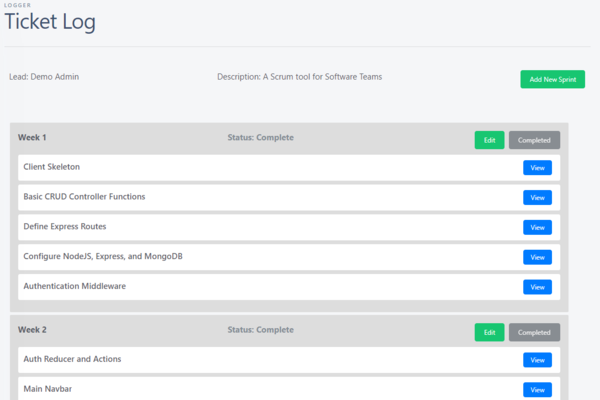 LOGGER
Ticket Log
Lead: Demo Admin Description: A Scrum tool for Software Teams Add New Sprint
Week 1 Status: Complete Edit Completed
Client Skeleton View
Basic CRUD Controller Functions View
Define Express Routes View
Configure NodeJS, Express, and MongoDB View
Authentication Middleware View
Week 2 Status: Complete Edit Completed
Auth Reducer and Actions View
Main Navbar View